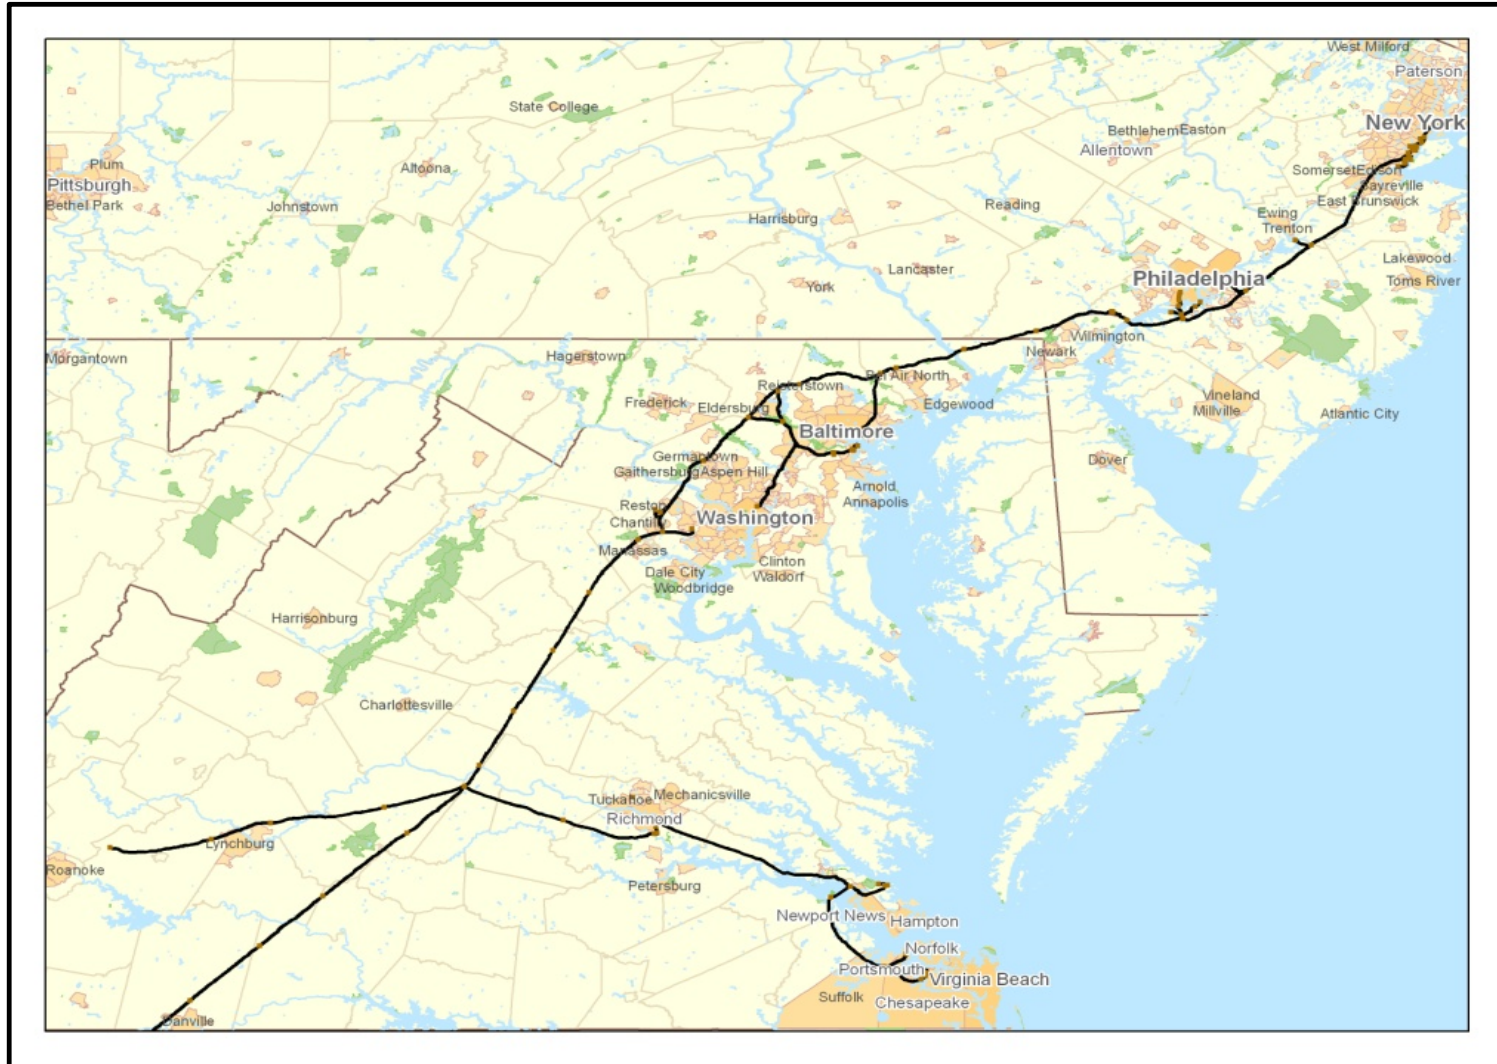 West Milford
Paterson
State College
New York
Bethlehem Easton
Allentown
Plum
Altoona
Pittsburgh
Somerset Edison
Sayreville
Bethel Park
Johnstown
Harrisburg
Reading
East Brunswick
Ewing
Trenton
Lancaster
Lakewood
York
Philadelphia
Toms River
Wilmington
Morgantown
Hagerstown
Newark
Reisterstown
Bel Air North
Frederick
Eldersburg
Edgewood
Vineland
Millville
Atlantic City
Baltimore
Germantown
Gaithersburg Aspen Hill
Dover
Arnold
Annapolis
Reston
Chantilly
Washington
Manassas
Clinton
Dale City
Waldorf
Woodbridge
Harrisonburg
Charlottesville
Tuckahoe
Mechanicsville
Richmond
Lynchburg
Roanoke
Petersburg
Newport News
Hampton
Norfolk
Portsmouth
Virginia Beach
Suffolk
Chesapeake
Danville